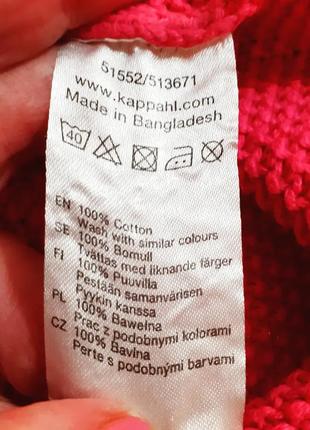 51552/513671
www.kappahl.com
Made in Bangladesh
40
EN 100% Cotton
Wash with similar colours
SE 100% Bomull
Tvättas med liknande färger
FI 100% Puuvilla
Pestään samanvärisen
Pyykin kanssa
PL 100% Bawełna
Prac z podobnymi kolorami
CZ 100% Bavlna
Perte s podobnými barvami